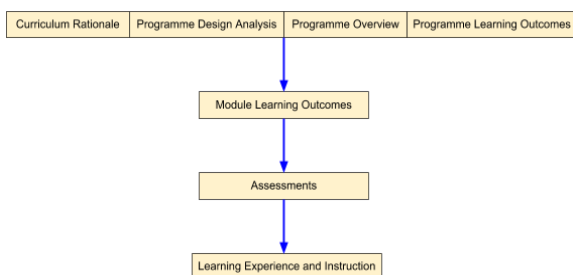 Curriculum Rationale
Programme Design Analysis
Programme Overview
Programme Learning Outcomes
Module Learning Outcomes
Assessments
Learning Experience and Instruction